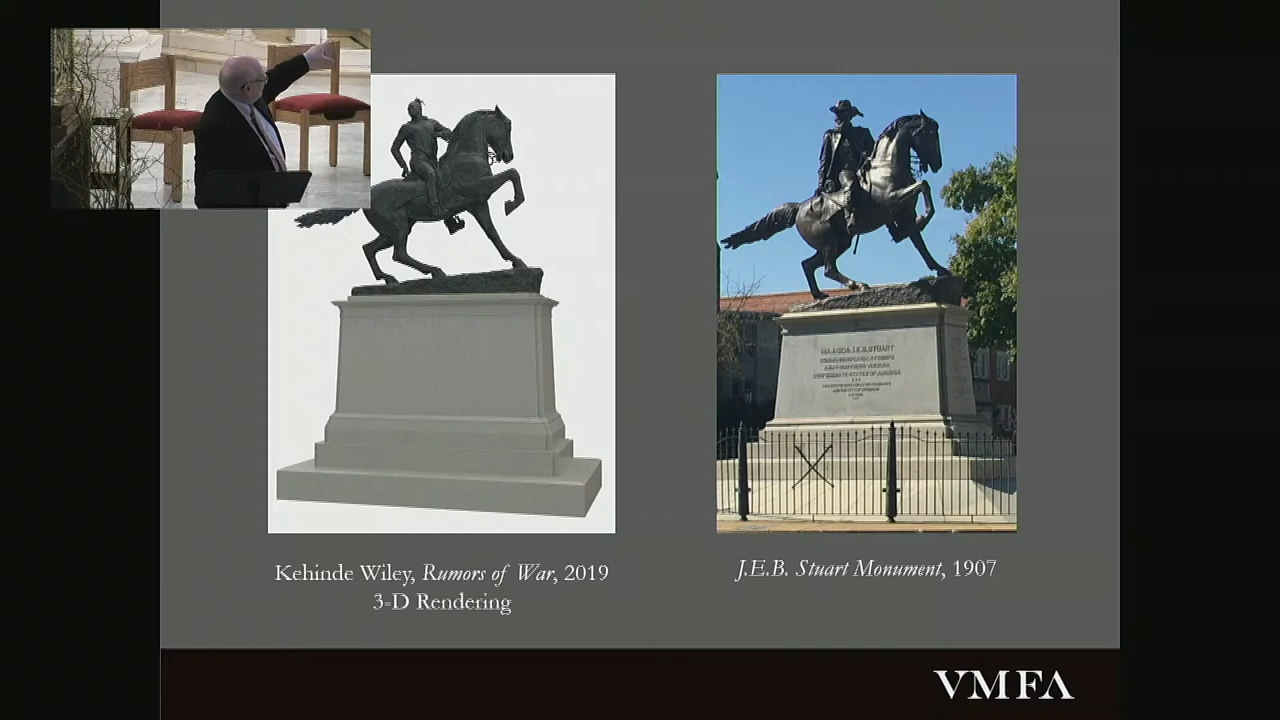 Kehinde Wiley, Rumors of War, 2019
3-D Rendering
J.E.B. Stuart Monument, 1907
VMFA